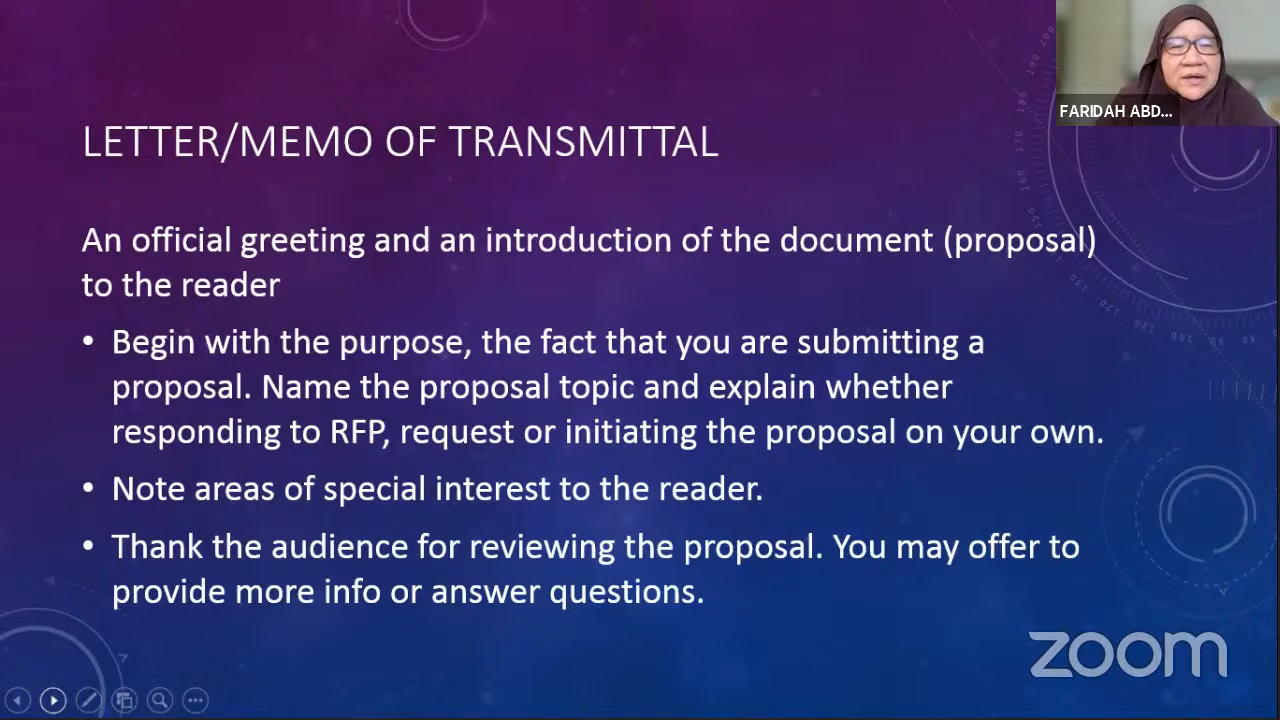 FARIDAH ABD...
LETTER/MEMO OF TRANSMITTAL
An official greeting and an introduction of the document (proposal)
to the reader
• Begin with the purpose, the fact that you are submitting a
proposal. Name the proposal topic and explain whether
responding to RFP, request or initiating the proposal on your own.
• Note areas of special interest to the reader.
• Thank the audience for reviewing the proposal. You may offer to
provide more info or answer questions.
zoom